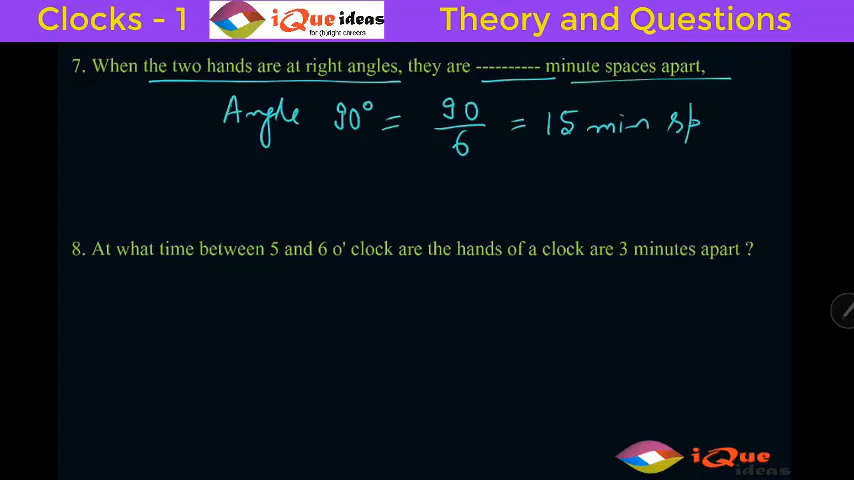 Clocks - 1 iQue ideas Theory and Questions
for (b)right careers
7. When the two hands are at right angles, they are ---------- minute spaces apart,
Angle 90° = 90/6 = 15 min sp
8. At what time between 5 and 6 o' clock are the hands of a clock are 3 minutes apart ?
iQue
ideas